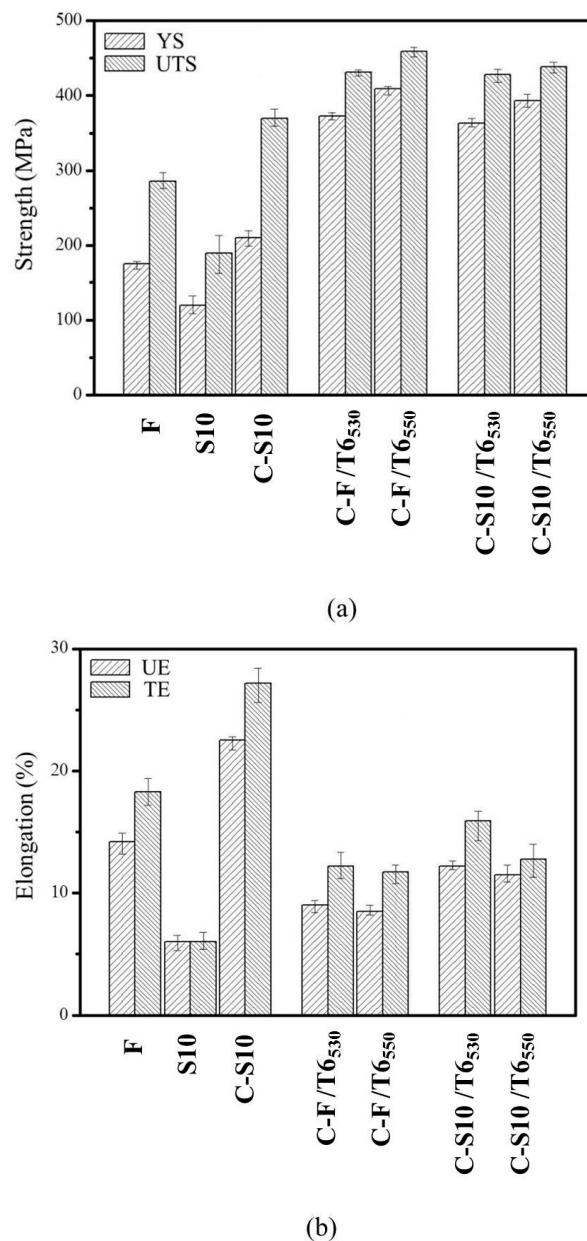 500
400
300
200
100
0
Strength (MPa)
YS
UTS
F
S10
C-S10
C-F /T6₅₃₀
C-F /T6₅₅₀
C-S10 /T6₅₃₀
C-S10 /T6₅₅₀
(a)
30
20
10
0
Elongation (%)
UE
TE
F
S10
C-S10
C-F /T6₅₃₀
C-F /T6₅₅₀
C-S10 /T6₅₃₀
C-S10 /T6₅₅₀
(b)